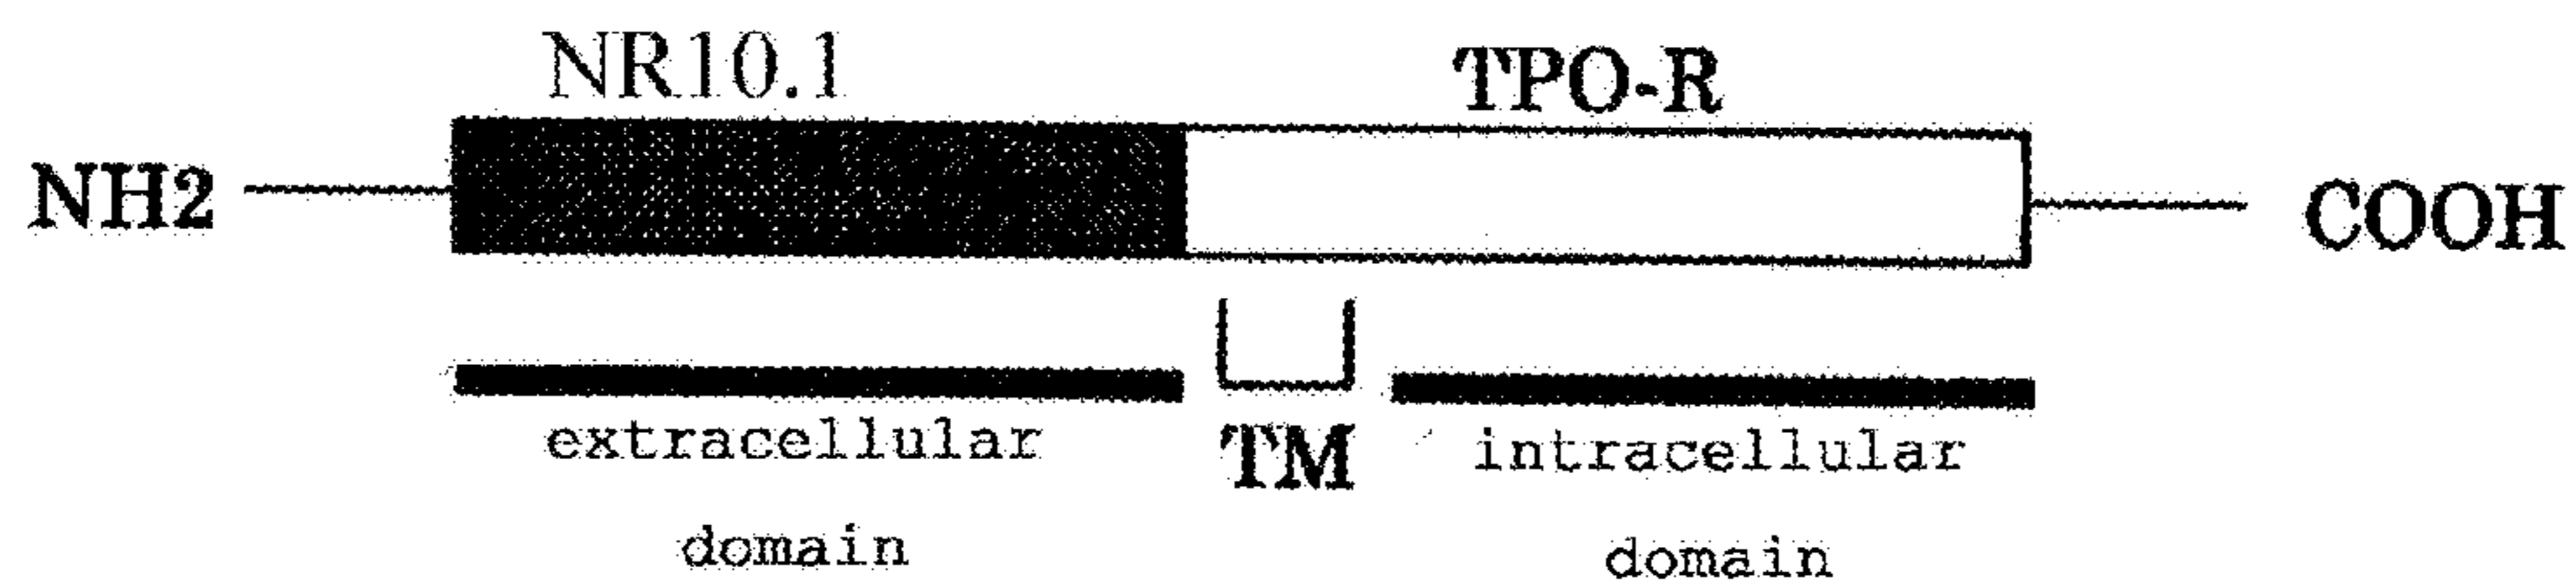 NR10.1
TPO-R
NH2
COOH
extracellular
domain
TM
intracellular
domain